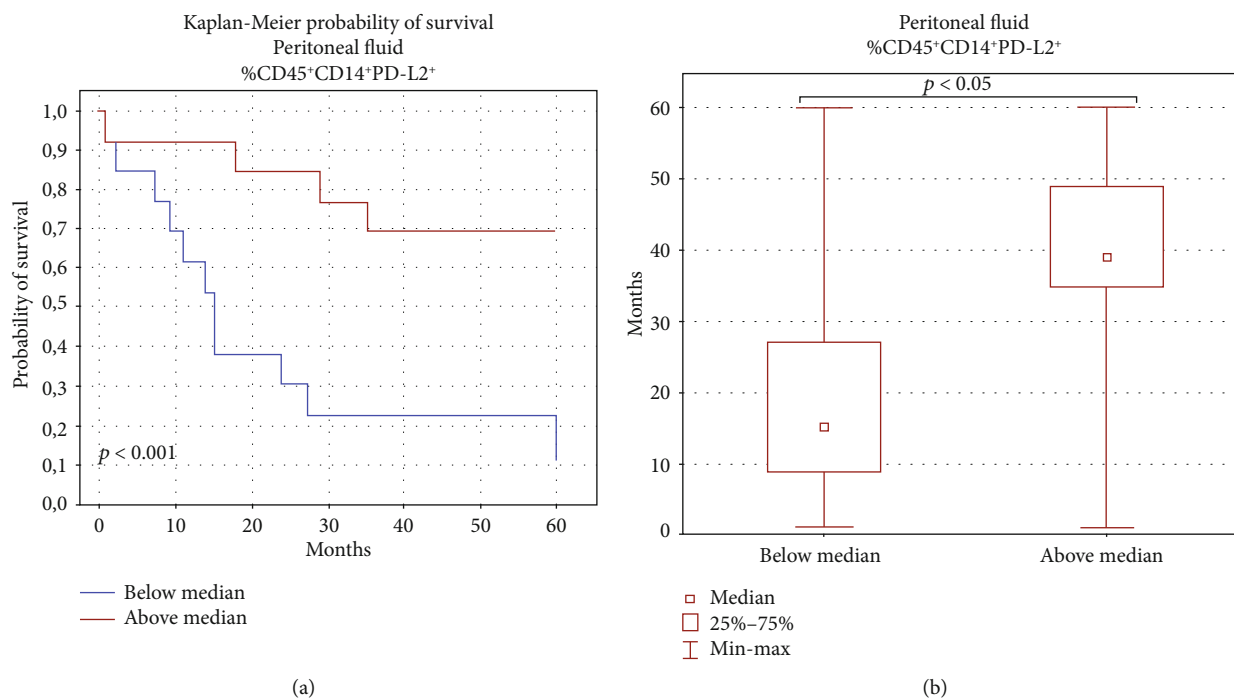 Kaplan-Meier probability of survival
Peritoneal fluid
%CD45⁺CD14⁺PD-L2⁺
Probability of survival
1,0
0,9
0,8
0,7
0,6
0,5
0,4
0,3
0,2
0,1
0,0
p < 0.001
0 10 20 30 40 50 60
Months
Below median
Above median
(a)
Peritoneal fluid
%CD45⁺CD14⁺PD-L2⁺
p < 0.05
Months
60
50
40
30
20
10
0
Below median Above median
Median
25%–75%
Min-max
(b)